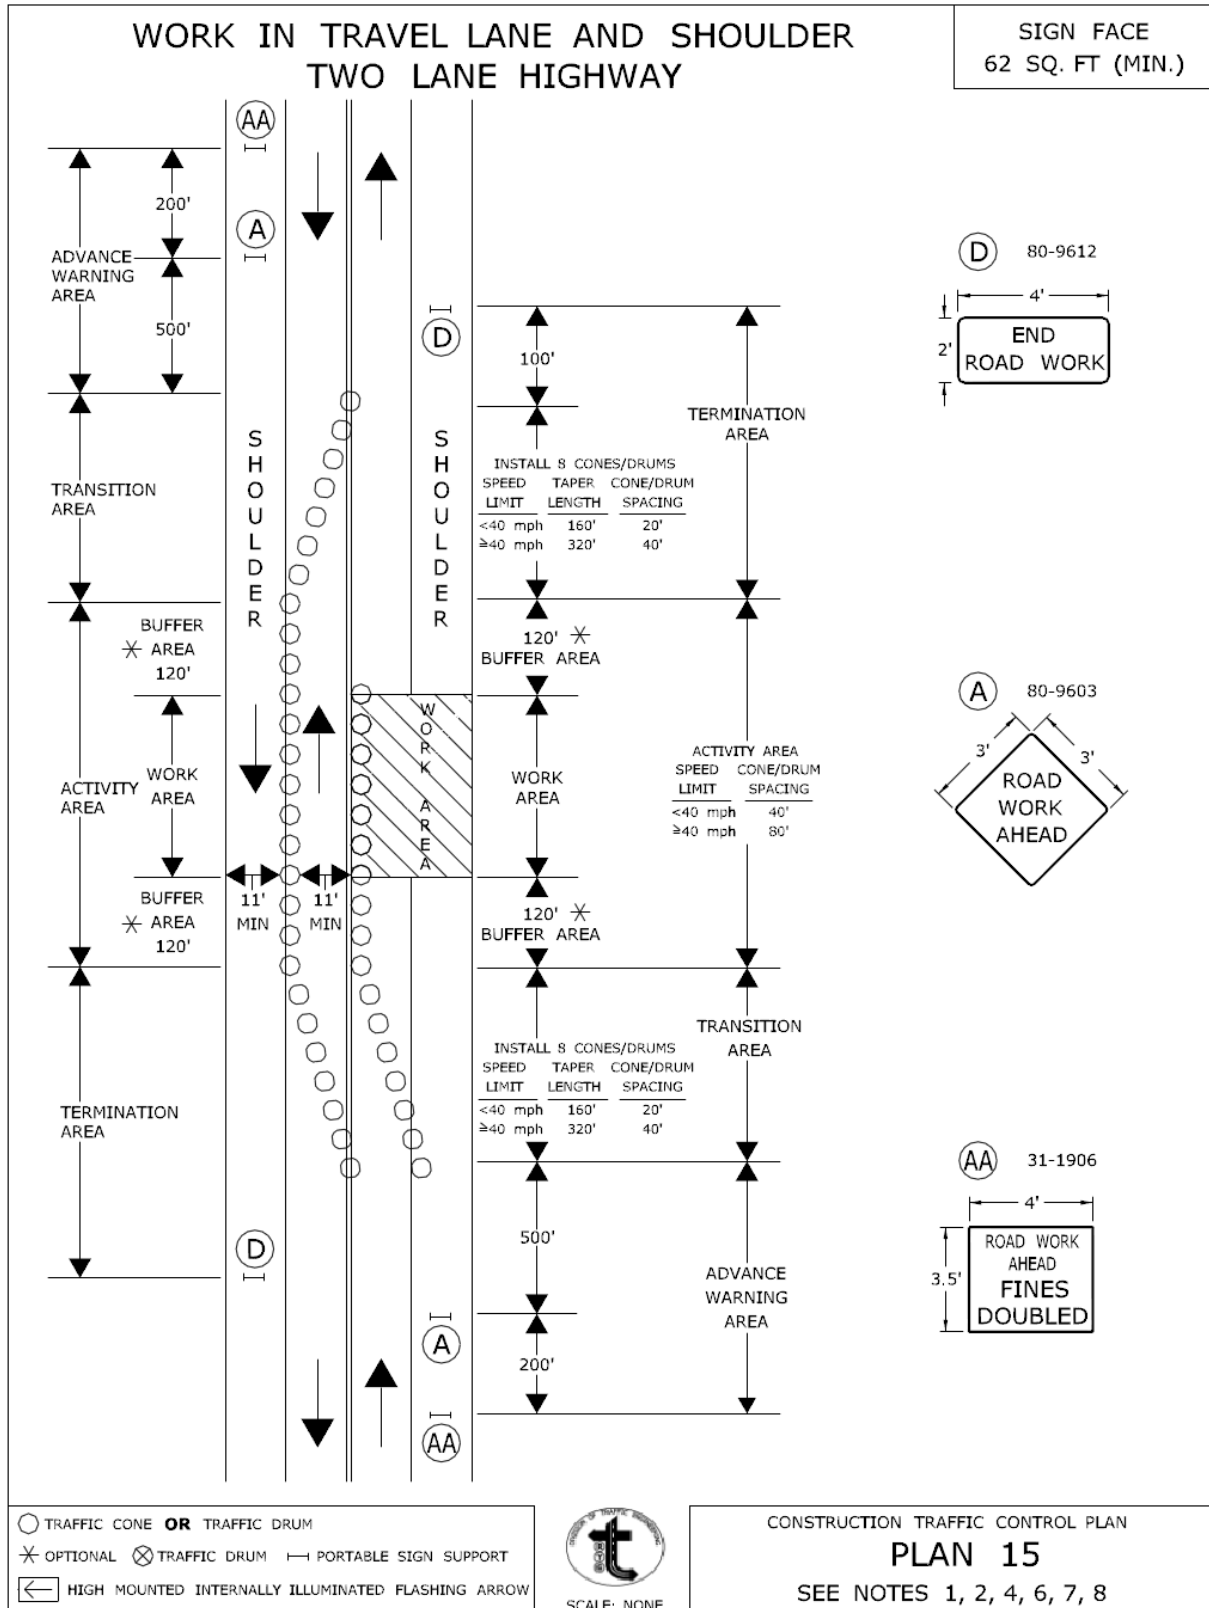 WORK IN TRAVEL LANE AND SHOULDER
TWO LANE HIGHWAY
SIGN FACE
62 SQ. FT (MIN.)
AA
200'
A
ADVANCE
WARNING
AREA
500'
D
100'
TERMINATION
AREA
SHOULDER
SHOULDER
TRANSITION
AREA
INSTALL 8 CONES/DRUMS
SPEED TAPER CONE/DRUM
LIMIT LENGTH SPACING
<40 mph 160' 20'
≥40 mph 320' 40'
BUFFER
AREA
120'
120'
BUFFER AREA
WORK AREA
ACTIVITY
AREA
WORK
AREA
WORK
AREA
ACTIVITY AREA
SPEED CONE/DRUM
LIMIT SPACING
<40 mph 40'
≥40 mph 80'
BUFFER
AREA
120'
11'
MIN
11'
MIN
120'
BUFFER AREA
TRANSITION
AREA
INSTALL 8 CONES/DRUMS
SPEED TAPER CONE/DRUM
LIMIT LENGTH SPACING
<40 mph 160' 20'
≥40 mph 320' 40'
TERMINATION
AREA
D
500'
ADVANCE
WARNING
AREA
A
200'
AA
D 80-9612
4'
2'
END
ROAD WORK
A 80-9603
3'
3'
ROAD
WORK
AHEAD
AA 31-1906
4'
3.5'
ROAD WORK
AHEAD
FINES
DOUBLED
TRAFFIC CONE OR TRAFFIC DRUM
OPTIONAL TRAFFIC DRUM PORTABLE SIGN SUPPORT
HIGH MOUNTED INTERNALLY ILLUMINATED FLASHING ARROW
DIVISION OF TRAFFIC ENGINEERING
SCALE: NONE
CONSTRUCTION TRAFFIC CONTROL PLAN
PLAN 15
SEE NOTES 1, 2, 4, 6, 7, 8